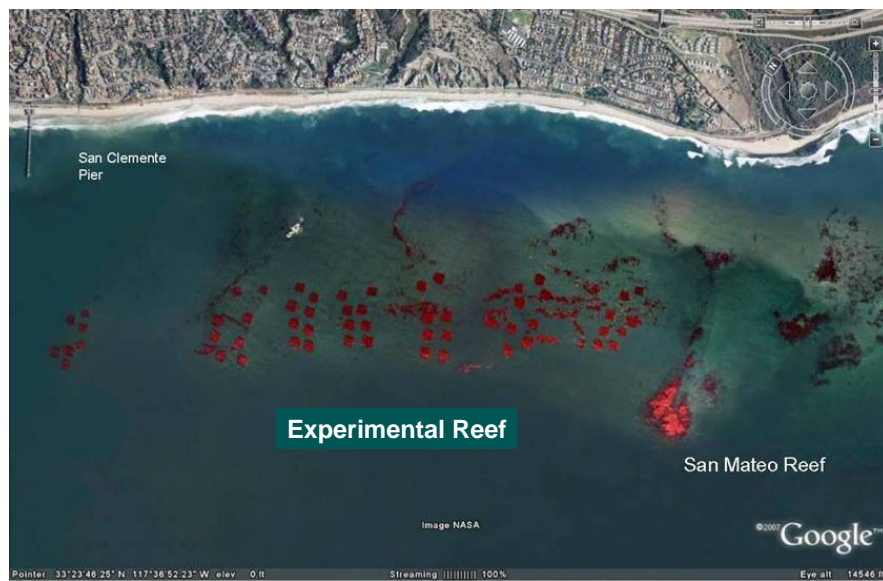 N
San Clemente
Pier
Experimental Reef
San Mateo Reef
Image NASA
©2007 Google™
Pointer 33°23'46.25" N 117°36'52.23" W elev 0 ft Streaming |||||||||| 100% Eye alt 14546 ft